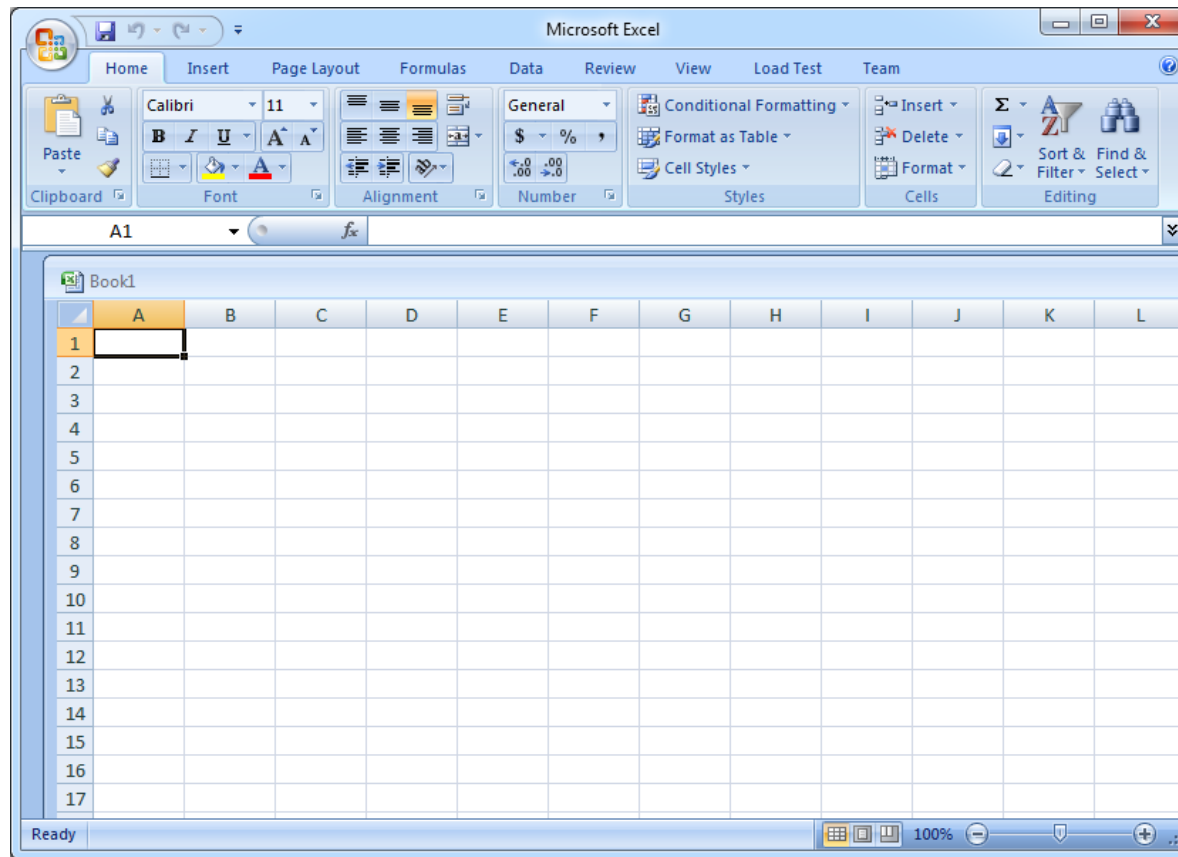 Microsoft Excel
Home Insert Page Layout Formulas Data Review View Load Test Team
Calibri 11 General Conditional Formatting Insert Σ
B I U A A $ % , Format as Table Delete
Paste A .00 .00 Cell Styles Format Sort & Filter Find & Select
Clipboard Font Alignment Number Styles Cells Editing
A1 fx
Book1
A B C D E F G H I J K L
1
2
3
4
5
6
7
8
9
10
11
12
13
14
15
16
17
Ready 100%